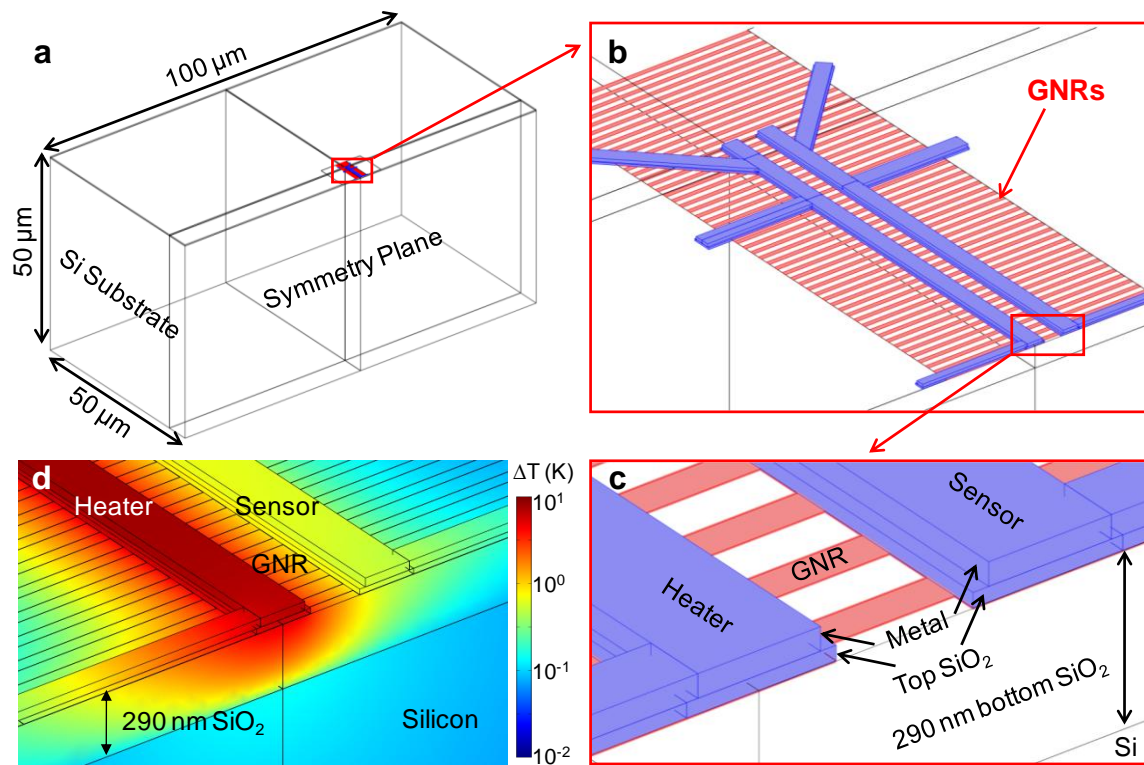 a
100 µm
50 µm
Si Substrate
Symmetry Plane
50 µm
b
GNRs
d
Heater
Sensor
GNR
290 nm SiO₂
Silicon
ΔT (K)
10¹
10⁰
10⁻¹
10⁻²
c
Sensor
GNR
Heater
Metal
Top SiO₂
290 nm bottom SiO₂
Si